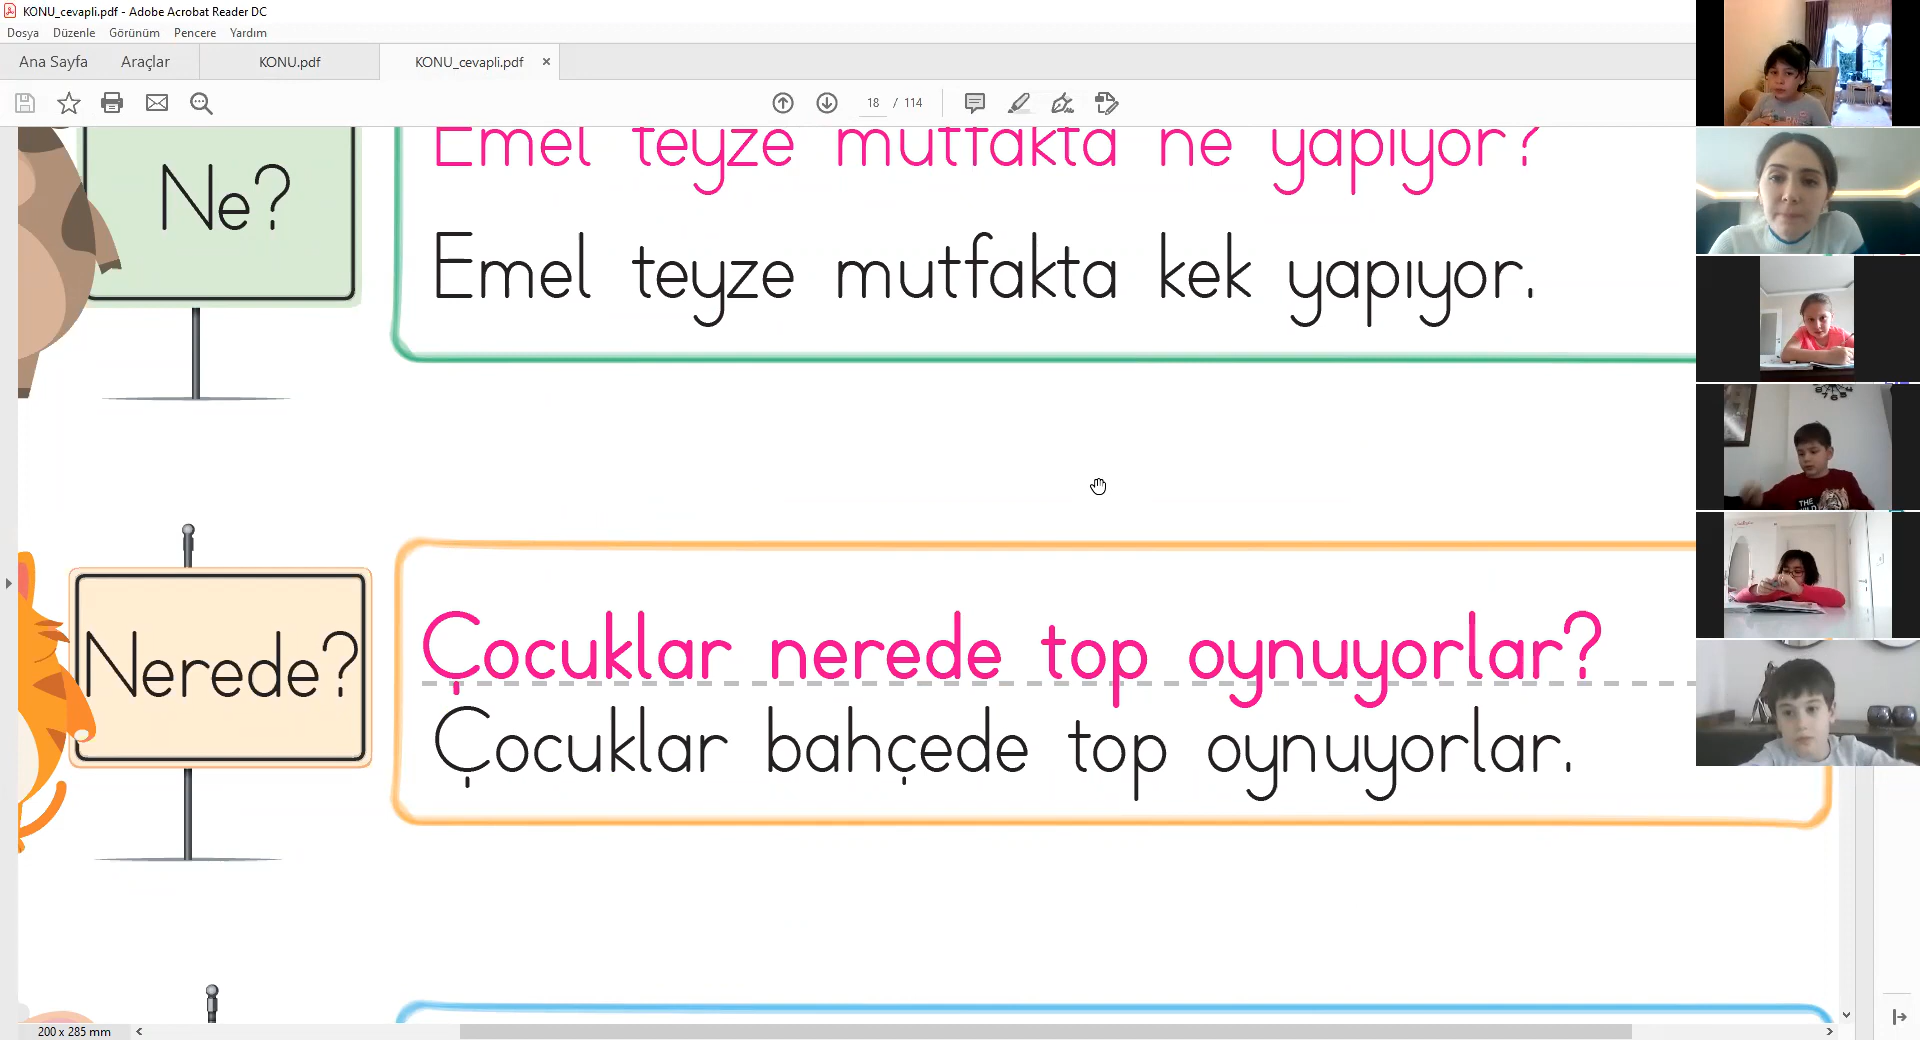 KONU_cevapli.pdf - Adobe Acrobat Reader DC
Dosya Düzenle Görünüm Pencere Yardım
Ana Sayfa Araçlar KONU.pdf KONU_cevapli.pdf
18 / 114
Ne?
Emel teyze mutfakta ne yapıyor?
Emel teyze mutfakta kek yapıyor.
Nerede?
Çocuklar nerede top oynuyorlar?
Çocuklar bahçede top oynuyorlar.
THE
200 x 285 mm